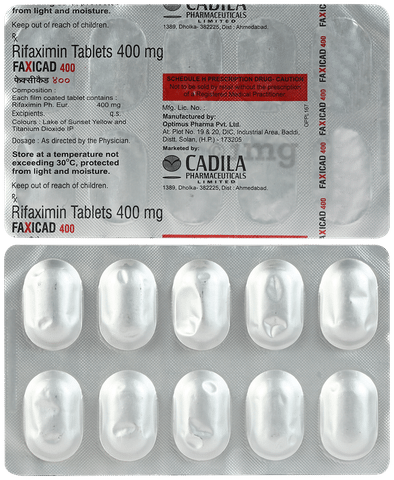 from light and moisture.
Keep out of reach of children.
Rx
Rifaximin Tablets 400 mg
FAXICAD 400
फेक्सीकैड ४००
Composition :
Each film coated tablet contains :
Rifaximin Ph. Eur. 400 mg
Excipients q.s.
Colours : Lake of Sunset Yellow and
Titanium Dioxide IP
Dosage : As directed by the Physician.
Store at a temperature not
exceeding 30°C, protected
from light and moisture.
Keep out of reach of children.
Rx
Rifaximin Tablets 400 mg
FAXICAD 400
CADILA
PHARMACEUTICALS
LIMITED
1389, Dholka- 382225, Dist : Ahmedabad.
SCHEDULE H PRESCRIPTION DRUG- CAUTION
Not to be sold by retail without the prescription
of a Registered Medical Practitioner.
Mfg. Lic. No. :
Manufactured by:
Optimus Pharma Pvt. Ltd.
At: Plot No. 19 & 20, DIC, Industrial Area, Baddi,
Distt. Solan, (H.P.) - 173205
Marketed by:
CADILA
PHARMACEUTICALS
LIMITED
1389, Dholka- 382225, Dist : Ahmedabad.
FAXICAD 400
FAXICAD 400
FAXICAD 400